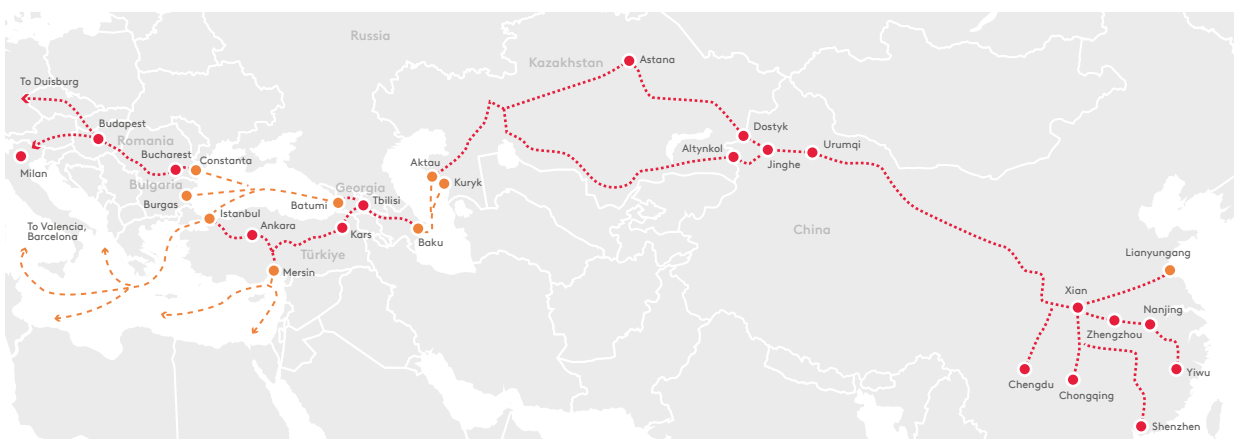 Russia
Kazakhstan
Astana
To Duisburg
Budapest
Romania
Bucharest
Constanta
Milan
Bulgaria
Burgas
Istanbul
Ankara
Georgia
Batumi
Tbilisi
Kars
Türkiye
Mersin
To Valencia,
Barcelona
Aktau
Kuryk
Baku
Dostyk
Altynkol
Jinghe
Urumqi
China
Lianyungang
Xian
Nanjing
Zhengzhou
Chengdu
Chongqing
Yiwu
Shenzhen